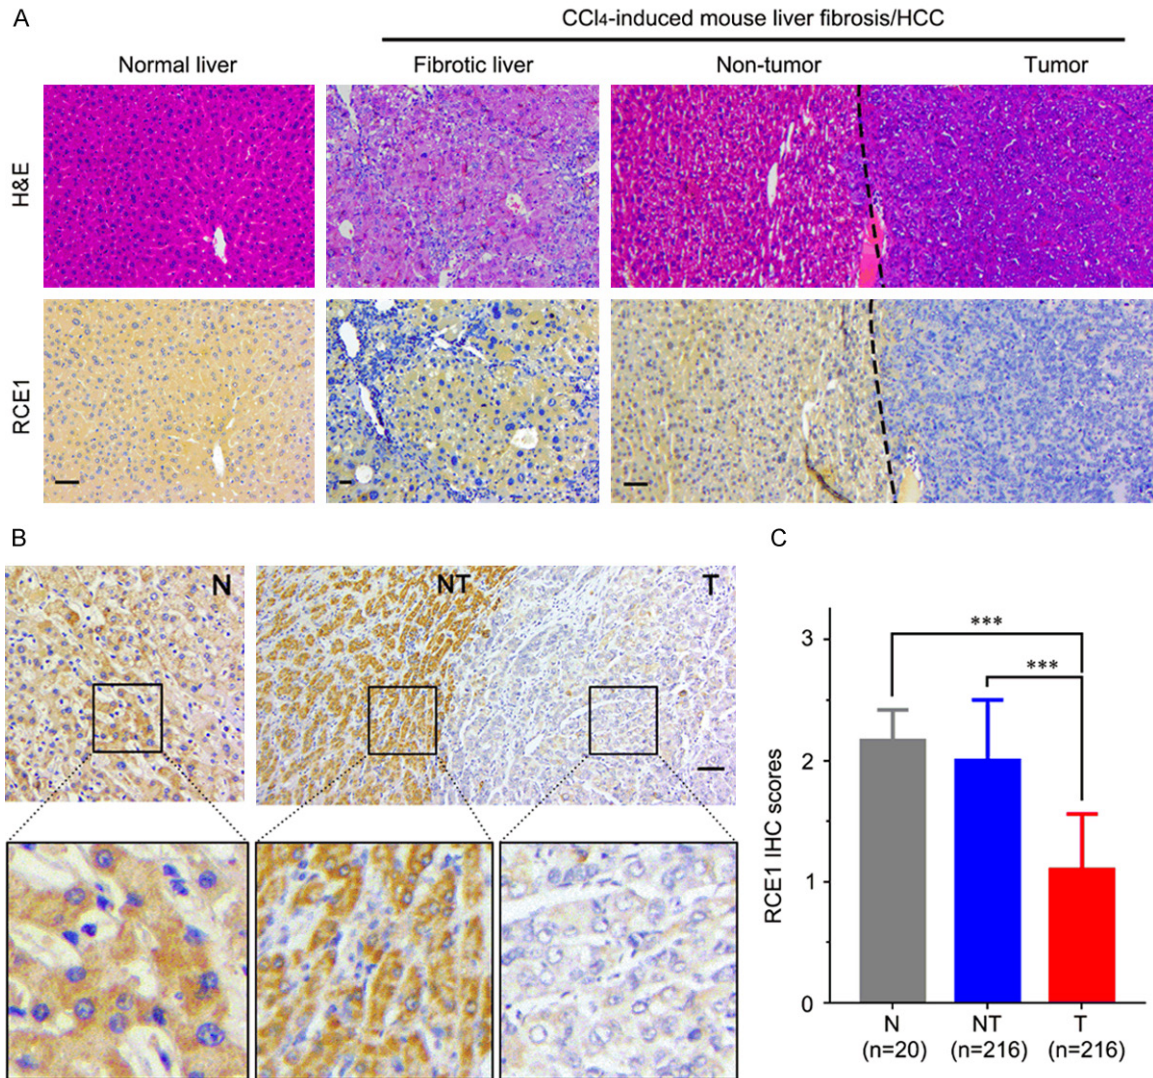 A
CCl₄-induced mouse liver fibrosis/HCC
Normal liver Fibrotic liver Non-tumor Tumor
H&E
RCE1
B
N NT T
C
RCE1 IHC scores
3
2
1
0
***
***
N NT T
(n=20) (n=216) (n=216)